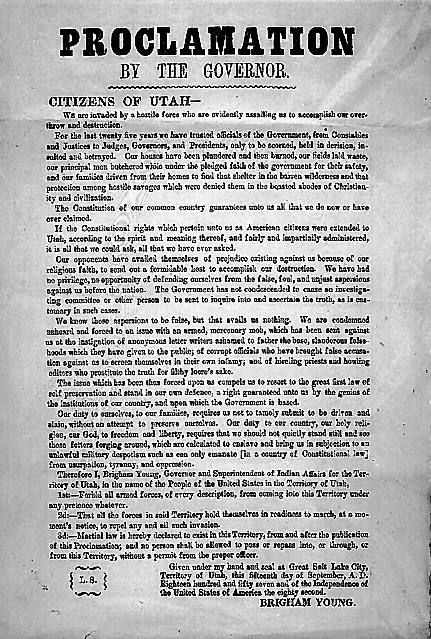 PROCLAMATION
BY THE GOVERNOR.
CITIZENS OF UTAH—
We are invaded by a hostile force who are evidently assailing us to accomplish our over-
throw and destruction.
For the last twenty five years we have trusted officials of the Government, from Constables
and Justices to Judges, Governors, and Presidents, only to be scorned, held in derision, in-
sulted and betrayed. Our houses have been plundered and then burned, our fields laid waste,
our principal men butchered while under the pledged faith of the government for their safety,
and our families driven from their homes to find that shelter in the barren wilderness and that
protection among hostile savages which were denied them in the boasted abodes of Christian-
ity and civilization.
The Constitution of our common country guarantees unto us all that we do now or have
ever claimed.
If the Constitutional rights which pertain unto us as American citizens were extended to
Utah, according to the spirit and meaning thereof, and fairly and impartially administered,
it is all that we could ask, all that we have ever asked.
Our opponents have availed themselves of prejudice existing against us because of our
religious faith, to send out a formidable host to accomplish our destruction. We have had
no privilege, no opportunity of defending ourselves from the false, foul, and unjust aspersions
against us before the nation. The Government has not condescended to cause an investiga-
ting committee or other person to be sent to inquire into and ascertain the truth, as is cus-
tomary in such cases.
We know those aspersions to be false, but that avails us nothing. We are condemned
unheard and forced to an issue with an armed, mercenary mob, which has been sent against
us at the instigation of anonymous letter writers ashamed to father the base, slanderous false-
hoods which they have given to the public; of corrupt officials who have brought false accusa-
tion against us to screen themselves in their own infamy; and of hireling priests and howling
editors who prostitute the truth for filthy lucre's sake.
The issue which has been thus forced upon us compels us to resort to the great first law of
self preservation and stand in our own defence, a right guaranteed unto us by the genius of
the institutions of our country, and upon which the Government is based.
Our duty to ourselves, to our families, requires us not to tamely submit to be driven and
slain, without an attempt to preserve ourselves. Our duty to our country, our holy reli-
gion, our God, to freedom and liberty, requires that we should not quietly stand still and see
those fetters forging around, which are calculated to enslave and bring us in subjection to an
unlawful military despotism such as can only emanate [in a country of Constitutional law]
from usurpation, tyranny, and oppression.
Therefore I, Brigham Young, Governor and Superintendent of Indian Affairs for the Ter-
ritory of Utah, in the name of the People of the United States in the Territory of Utah,
1st:—Forbid all armed forces, of every description, from coming into this Territory under
any pretence whatever.
2d:—That all the forces in said Territory hold themselves in readiness to march, at a mo-
ment's notice, to repel any and all such invasion.
3d:—Martial law is hereby declared to exist in this Territory, from and after the publication
of this Proclamation; and no person shall be allowed to pass or repass into, or through, or
from this Territory, without a permit from the proper officer.
Given under my hand and seal at Great Salt Lake City,
Territory of Utah, this fifteenth day of September, A. D.
Eighteen hundred and fifty seven and of the Independence of
the United States of America the eighty second.
L. S.
BRIGHAM YOUNG.